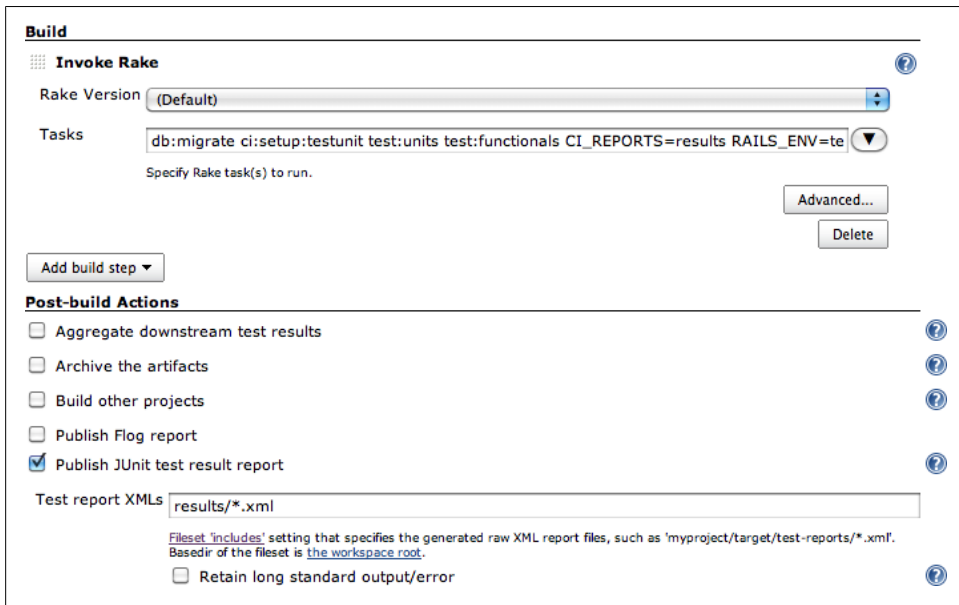 Build
Invoke Rake
Rake Version (Default)
Tasks db:migrate ci:setup:testunit test:units test:functionals CI_REPORTS=results RAILS_ENV=te
Specify Rake task(s) to run.
Advanced...
Delete
Add build step
Post-build Actions
Aggregate downstream test results
Archive the artifacts
Build other projects
Publish Flog report
Publish JUnit test result report
Test report XMLs results/*.xml
Fileset 'includes' setting that specifies the generated raw XML report files, such as 'myproject/target/test-reports/*.xml'.
Basedir of the fileset is the workspace root.
Retain long standard output/error